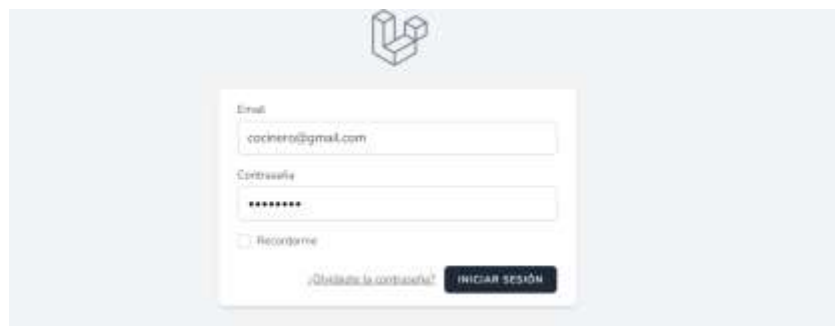 Email
cocinero@gmail.com
Contraseña
••••••••
Recordarme
¿Olvidaste la contraseña? INICIAR SESIÓN